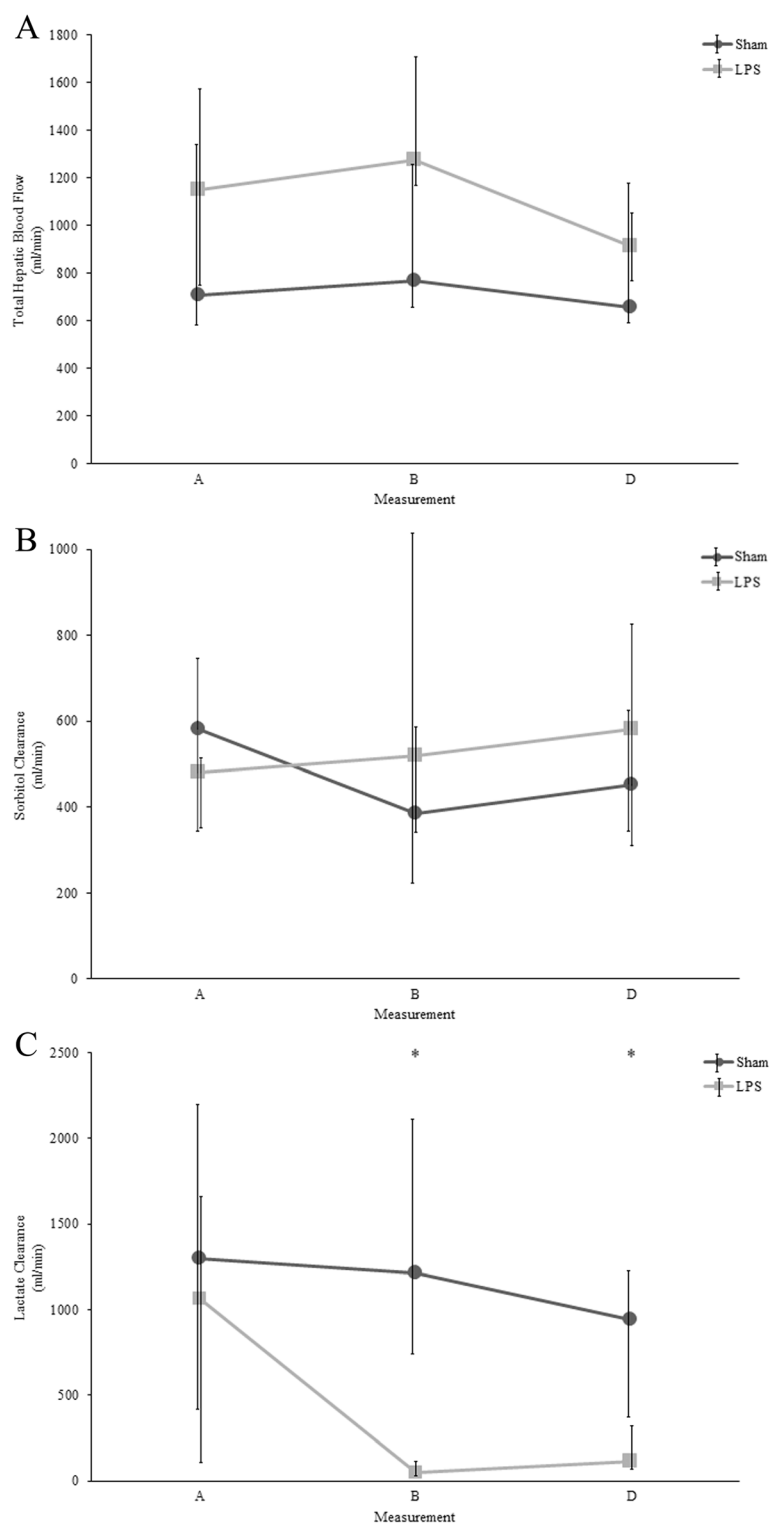 A
1800
1600
1400
1200
1000
800
600
400
200
0
Total Hepatic Blood Flow
(ml/min)
A B D
Measurement
Sham
LPS
B
1000
800
600
400
200
0
Sorbitol Clearance
(ml/min)
A B D
Measurement
Sham
LPS
C
2500
2000
1500
1000
500
0
Lactate Clearance
(ml/min)
* *
A B D
Measurement
Sham
LPS